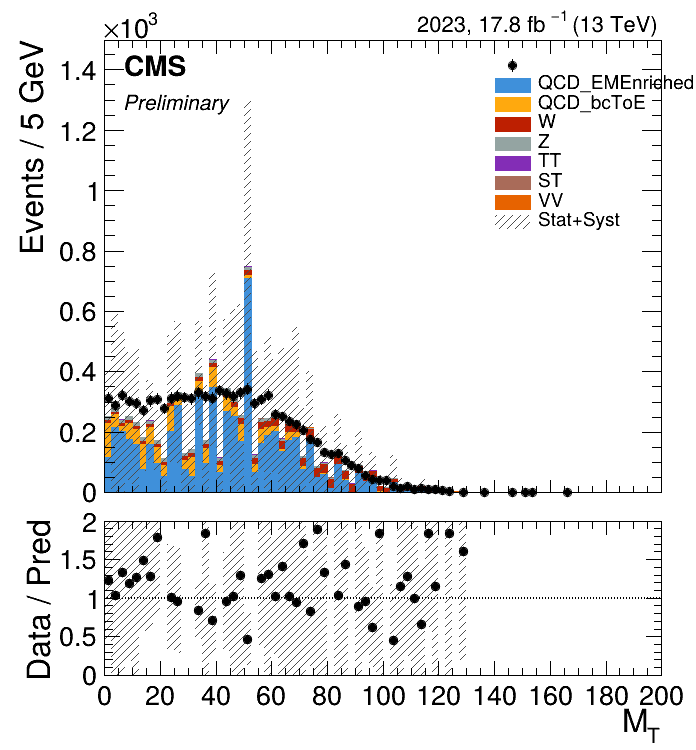 ×10³
2023, 17.8 fb⁻¹ (13 TeV)
CMS
Preliminary
QCD_EMEnriched
QCD_bcToE
W
Z
TT
ST
VV
Stat+Syst
Events / 5 GeV
1.4
1.2
1
0.8
0.6
0.4
0.2
0
Data / Pred
2
1.5
1
0.5
0
0 20 40 60 80 100 120 140 160 180 200
M_T